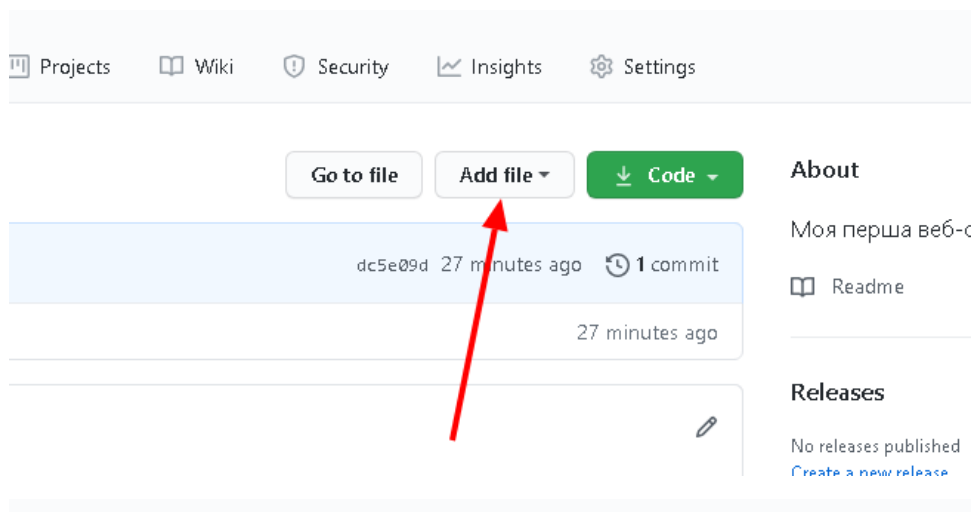 Projects Wiki Security Insights Settings
Go to file Add file Code
About
Моя перша веб-
dc5e09d 27 minutes ago 1 commit
Readme
27 minutes ago
Releases
No releases published
Create a new release